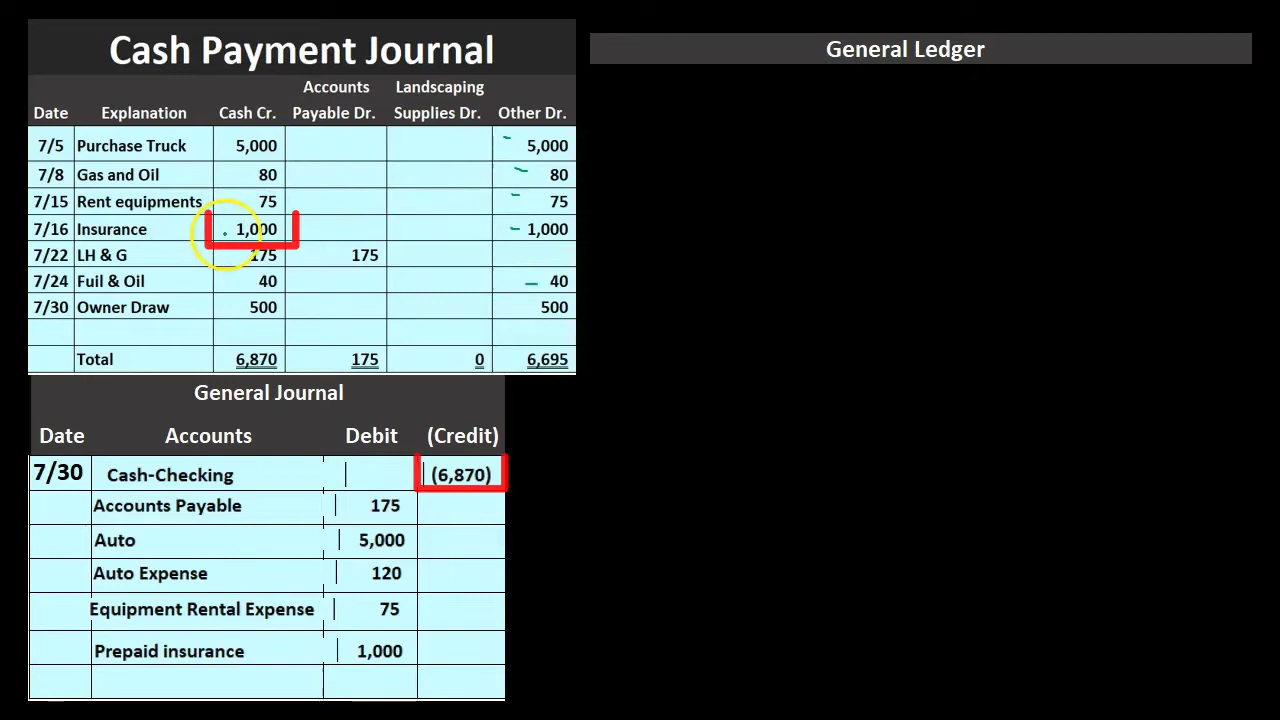 Cash Payment Journal
Accounts Landscaping
Date Explanation Cash Cr. Payable Dr. Supplies Dr. Other Dr.
7/5 Purchase Truck 5,000 5,000
7/8 Gas and Oil 80 80
7/15 Rent equipments 75 75
7/16 Insurance 1,000 1,000
7/22 LH & G 175 175
7/24 Fuil & Oil 40 40
7/30 Owner Draw 500 500
Total 6,870 175 0 6,695
General Journal
Date Accounts Debit (Credit)
7/30 Cash-Checking (6,870)
Accounts Payable 175
Auto 5,000
Auto Expense 120
Equipment Rental Expense 75
Prepaid insurance 1,000
General Ledger